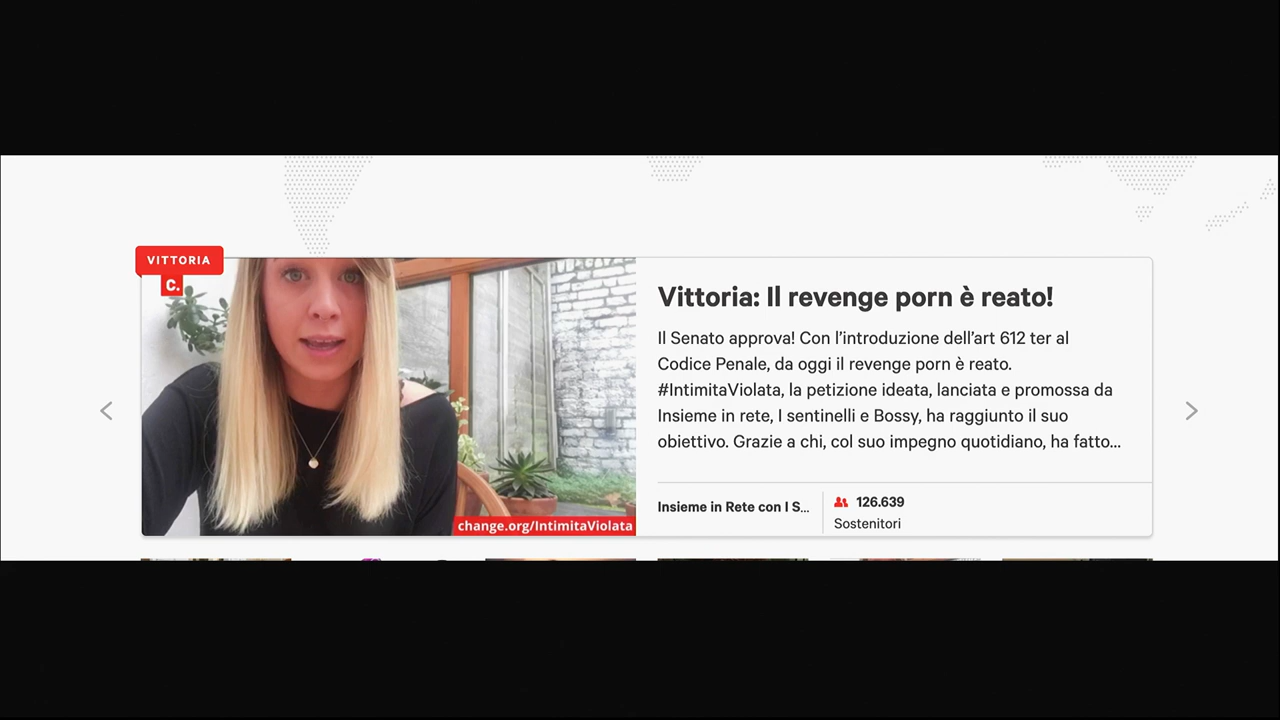 VITTORIA
C.
change.org/IntimitaViolata
Vittoria: Il revenge porn è reato!
Il Senato approva! Con l’introduzione dell’art 612 ter al
Codice Penale, da oggi il revenge porn è reato.
#IntimitaViolata, la petizione ideata, lanciata e promossa da
Insieme in rete, I sentinelli e Bossy, ha raggiunto il suo
obiettivo. Grazie a chi, col suo impegno quotidiano, ha fatto...
Insieme in Rete con I S...
126.639
Sostenitori